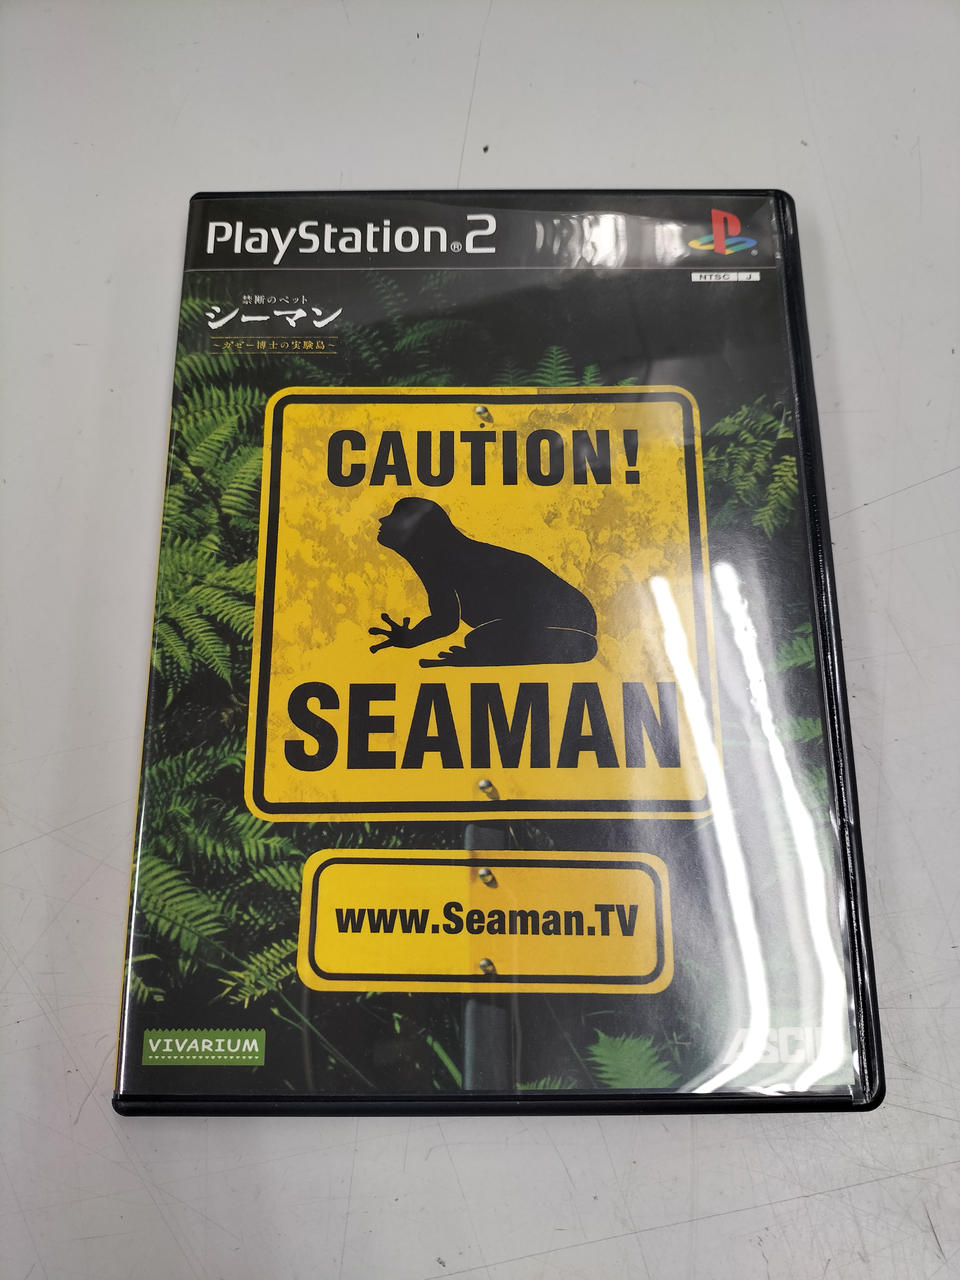 PlayStation®2
NTSC J
禁断のペット
シーマン
～ガゼー博士の実験島～
CAUTION!
SEAMAN
www.Seaman.TV
VIVARIUM
ASCII